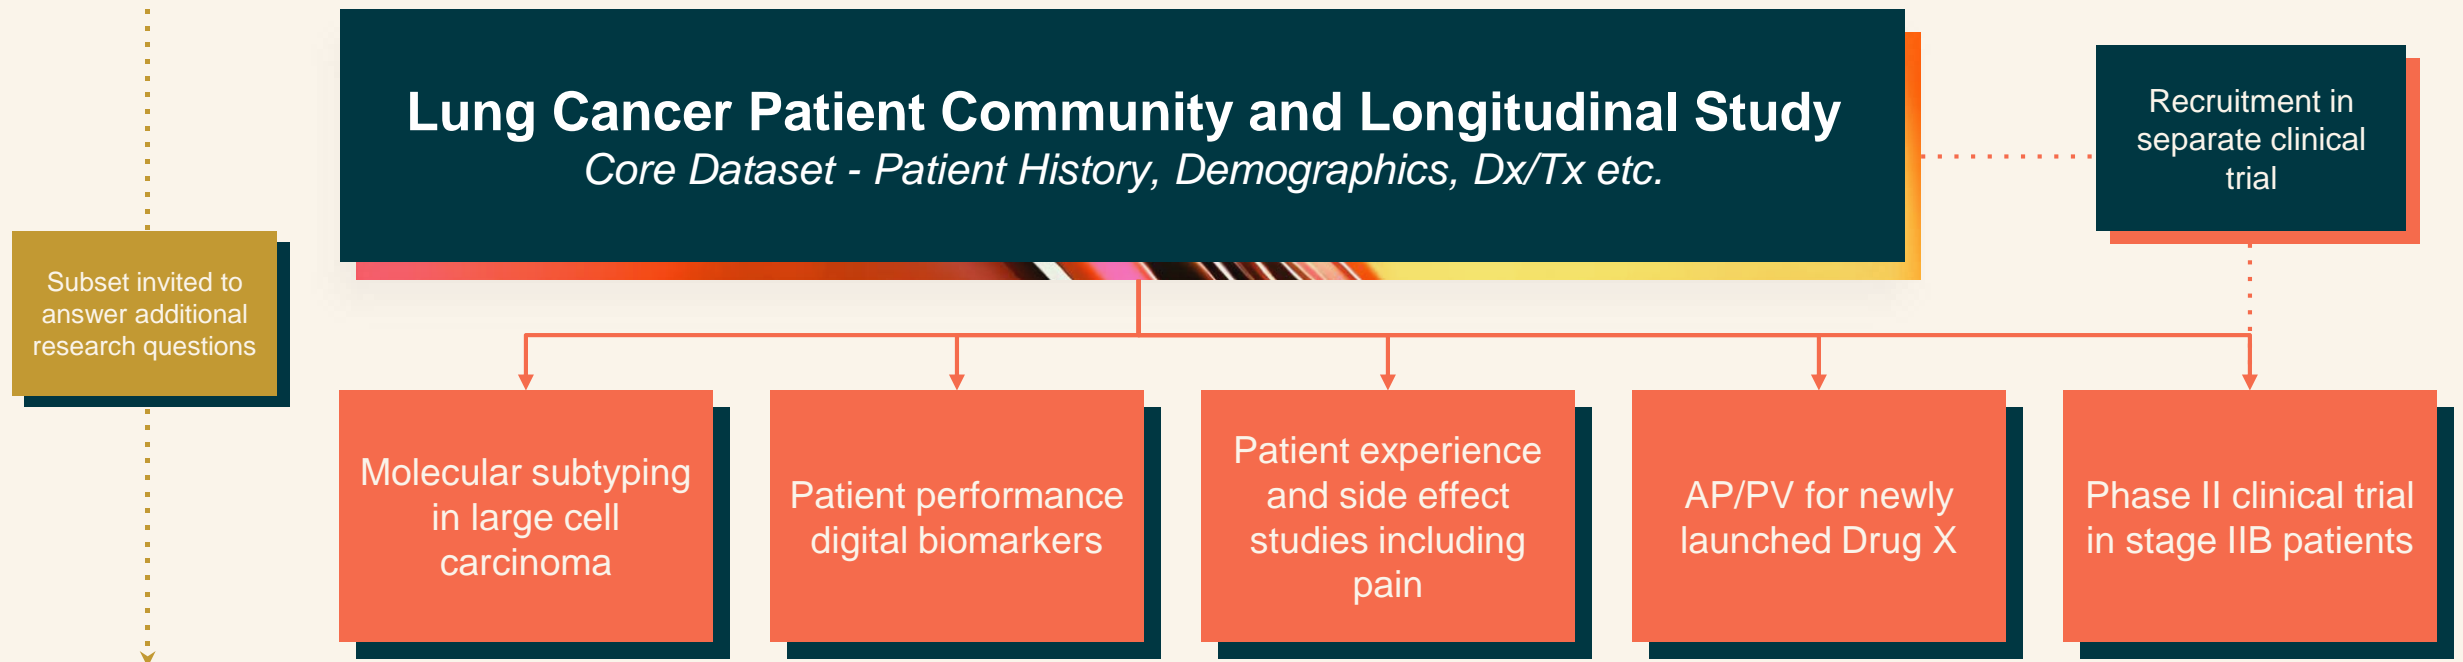 Lung Cancer Patient Community and Longitudinal Study
Core Dataset - Patient History, Demographics, Dx/Tx etc.
Recruitment in
separate clinical
trial
Subset invited to
answer additional
research questions
Molecular subtyping
in large cell
carcinoma
Patient performance
digital biomarkers
Patient experience
and side effect
studies including
pain
AP/PV for newly
launched Drug X
Phase II clinical trial
in stage IIB patients